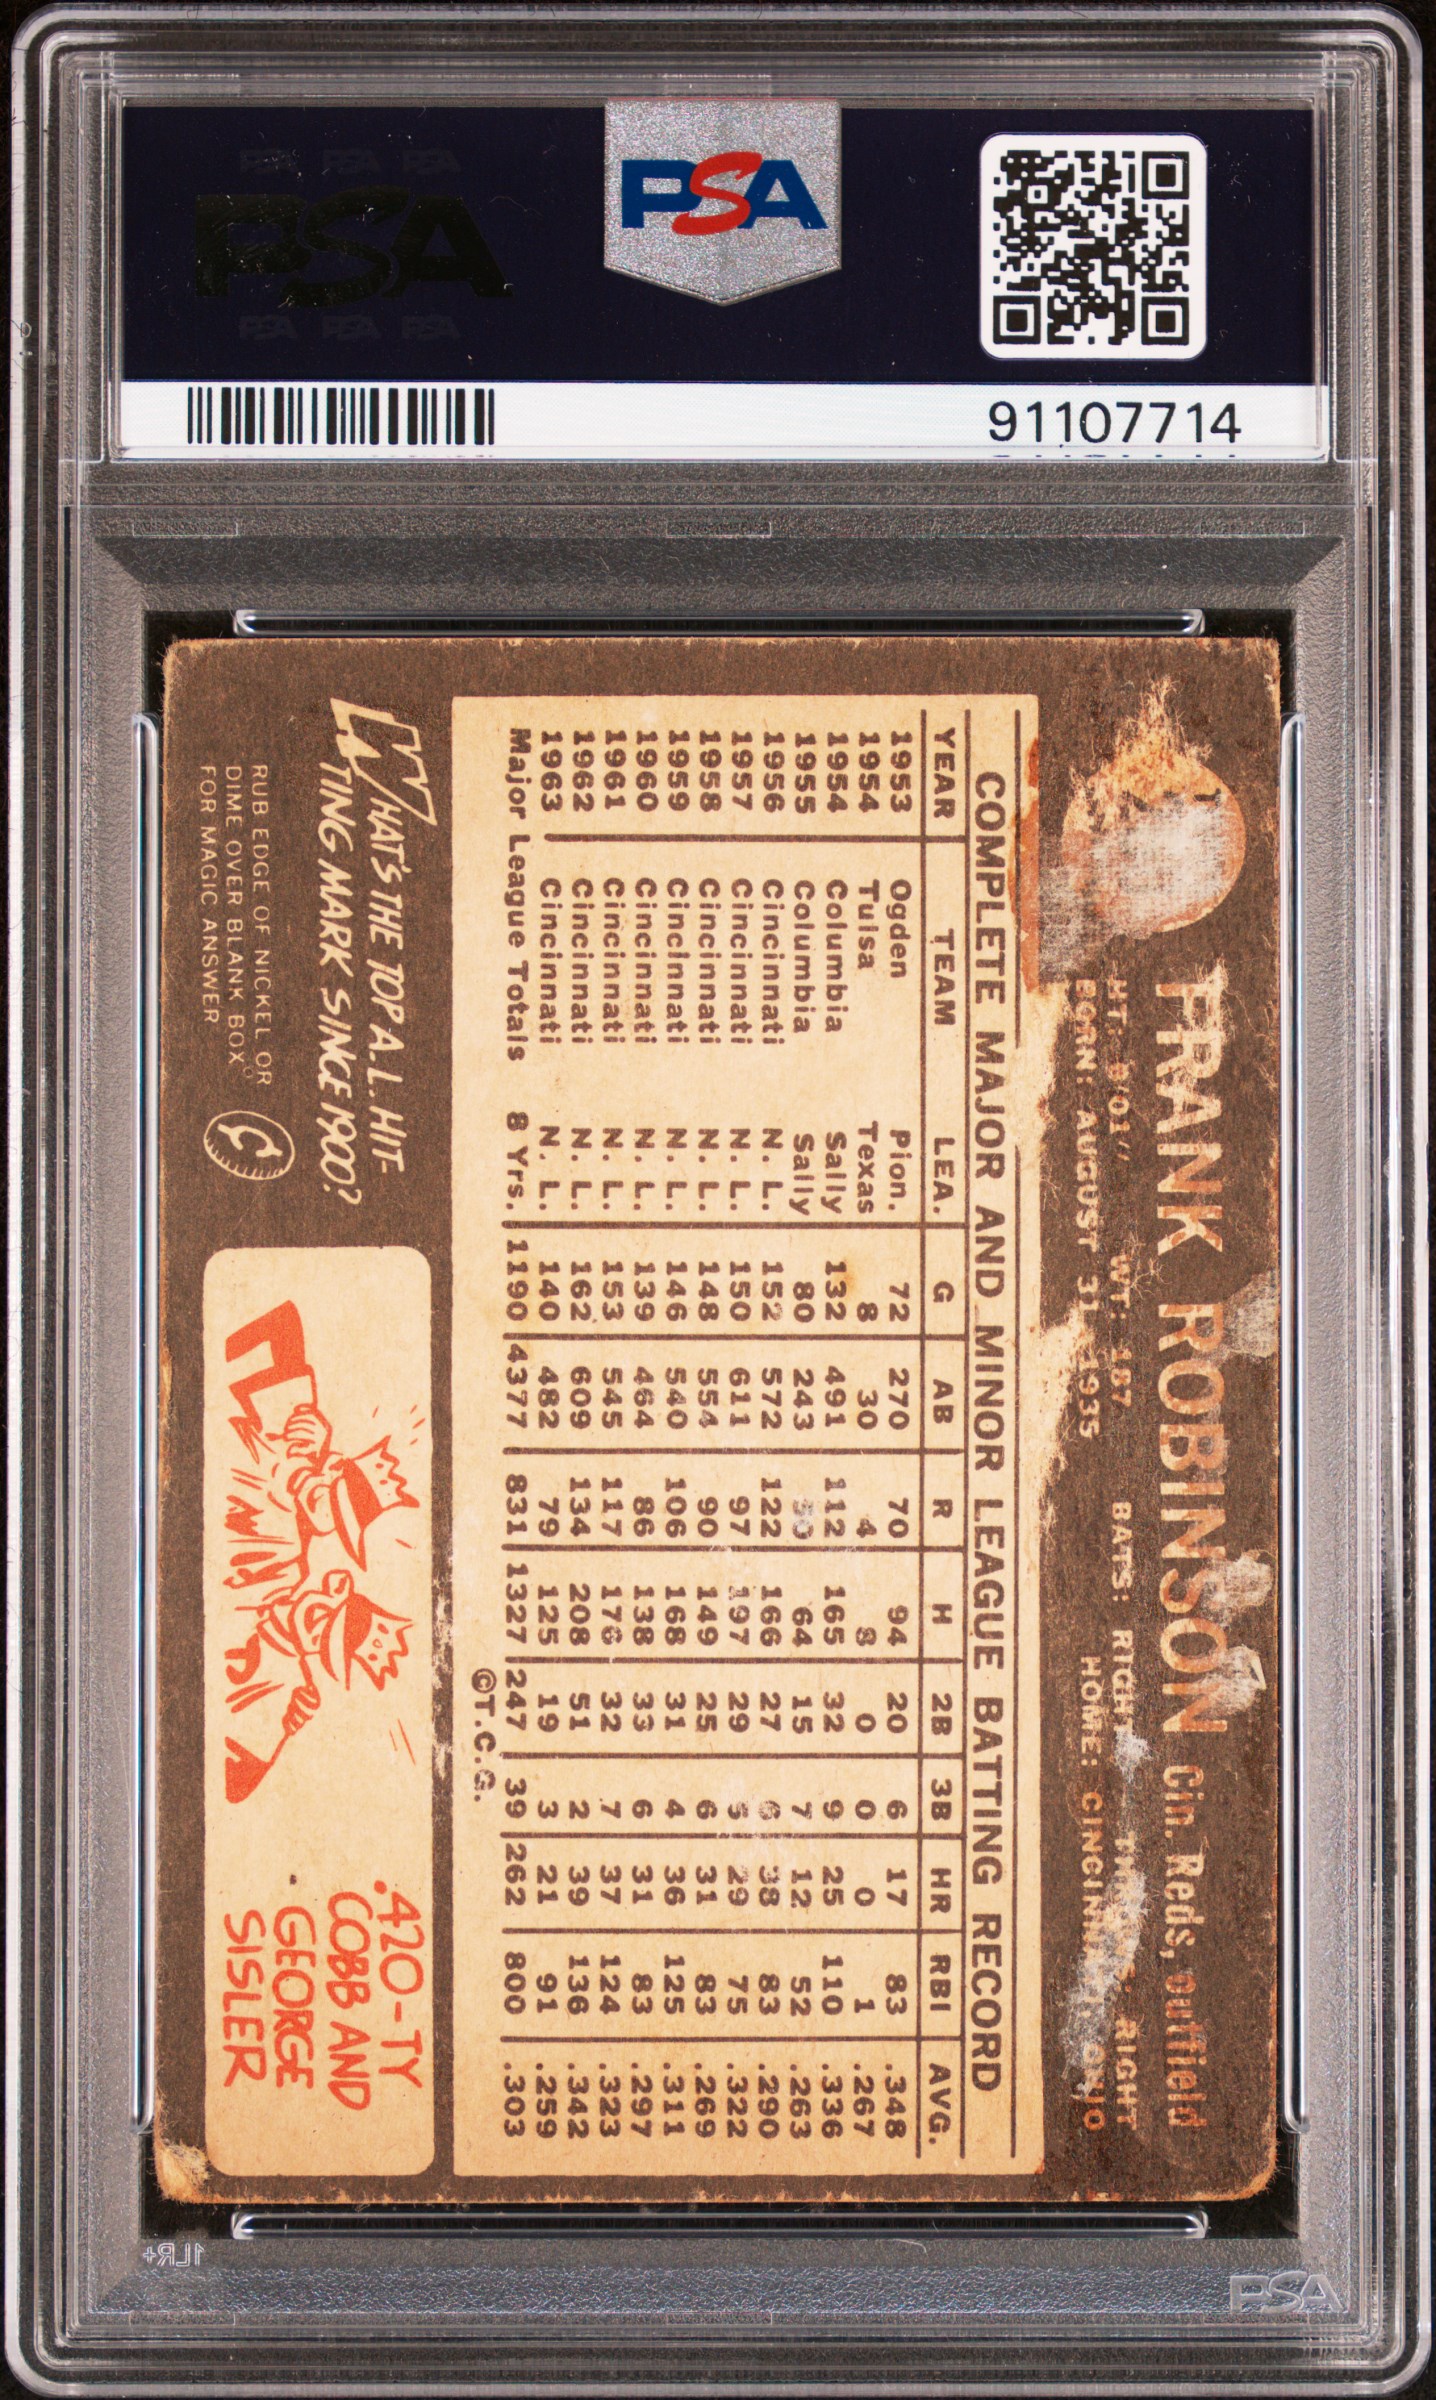 PSA PSA PSA
PSA
PSA PSA PSA
PSA
91107714
FRANK ROBINSON Cin. Reds, outfield
WT: 187 BATS: RIGHT RIGHT
BORN: AUGUST 31 1935 HOME: OHIO
COMPLETE MAJOR AND MINOR LEAGUE BATTING RECORD
YEAR TEAM LEA. G AB R H 2B 3B HR RBI AVG.
1953 Ogden Pion. 72 270 70 94 20 6 17 83 .348
1954 Tulsa Texas 8 30 4 8 0 0 0 1 .267
1954 Columbia Sally 132 491 112 165 32 9 25 110 .336
1955 Columbia Sally 80 243 50 64 15 7 12 52 .263
1956 Cincinnati N. L. 152 572 122 166 27 6 38 83 .290
1957 Cincinnati N. L. 150 611 97 197 29 5 29 75 .322
1958 Cincinnati N. L. 148 554 90 149 25 6 31 83 .269
1959 Cincinnati N. L. 146 540 106 168 31 4 36 125 .311
1960 Cincinnati N. L. 139 464 86 138 33 6 31 83 .297
1961 Cincinnati N. L. 153 545 117 176 32 7 37 124 .323
1962 Cincinnati N. L. 162 609 134 208 51 2 39 136 .342
1963 Cincinnati N. L. 140 482 79 125 19 3 21 91 .259
Major League Totals 8 Yrs. 1190 4377 831 1327 247 39 262 800 .303
©T.C.G.
WHAT'S THE TOP A.L. HIT-
TING MARK SINCE 1900?
RUB EDGE OF NICKEL OR
DIME OVER BLANK BOX
FOR MAGIC ANSWER
.420-TY
COBB AND
GEORGE
SISLER
1LR+
PSA